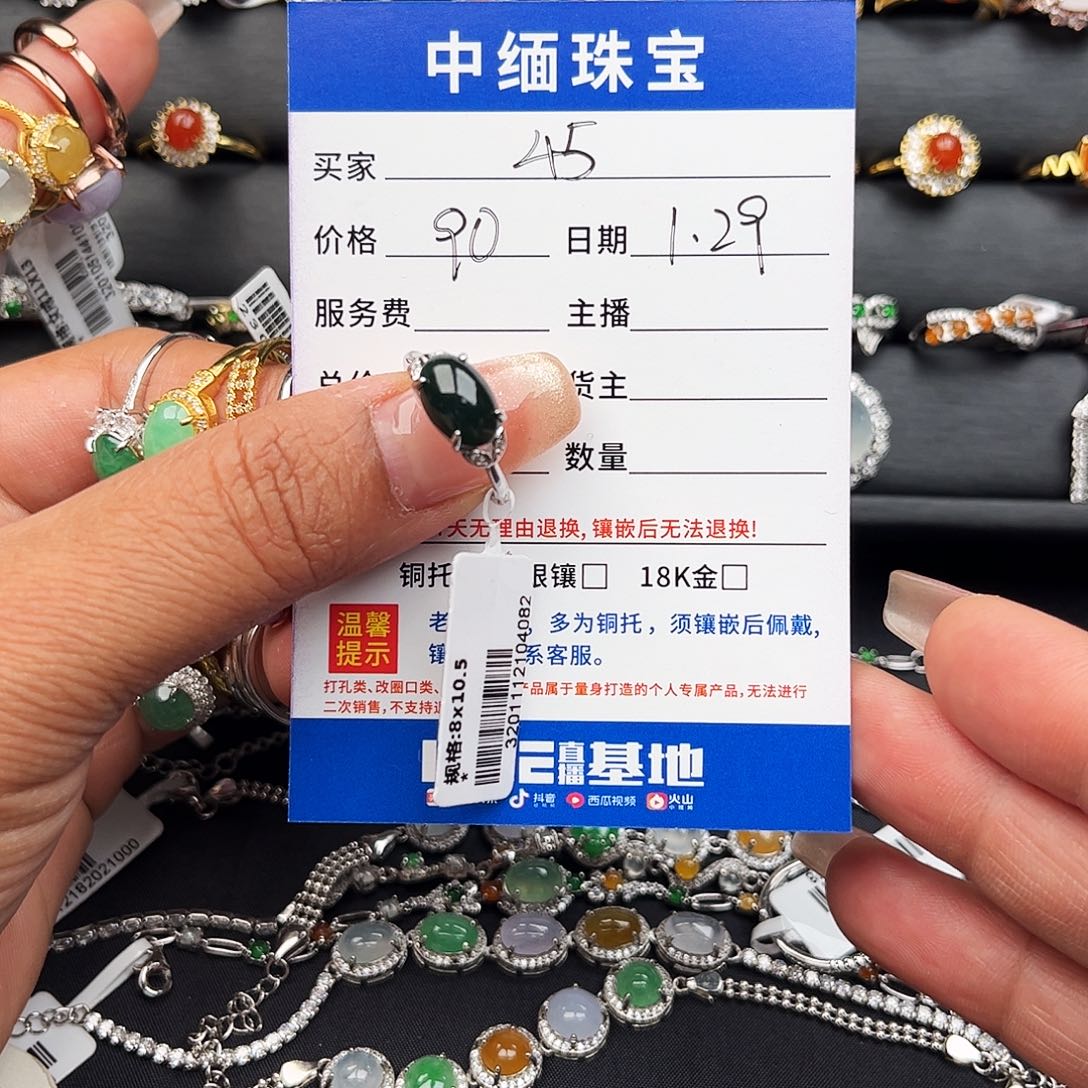 中缅珠宝
买家 45
价格 90 日期 1.29
服务费 主播
货主
数量
天无理由退换, 镶嵌后无法退换!
铜托 银镶□ 18K金□
温馨提示
老 多为铜托，须镶嵌后佩戴,
镶 系客服。
打孔类、改圈口类、 产品属于量身打造的个人专属产品, 无法进行
二次销售, 不支持
直播基地
抖音 西瓜视频 火山
规格:8x10.5
*
3201112104082
2182021000